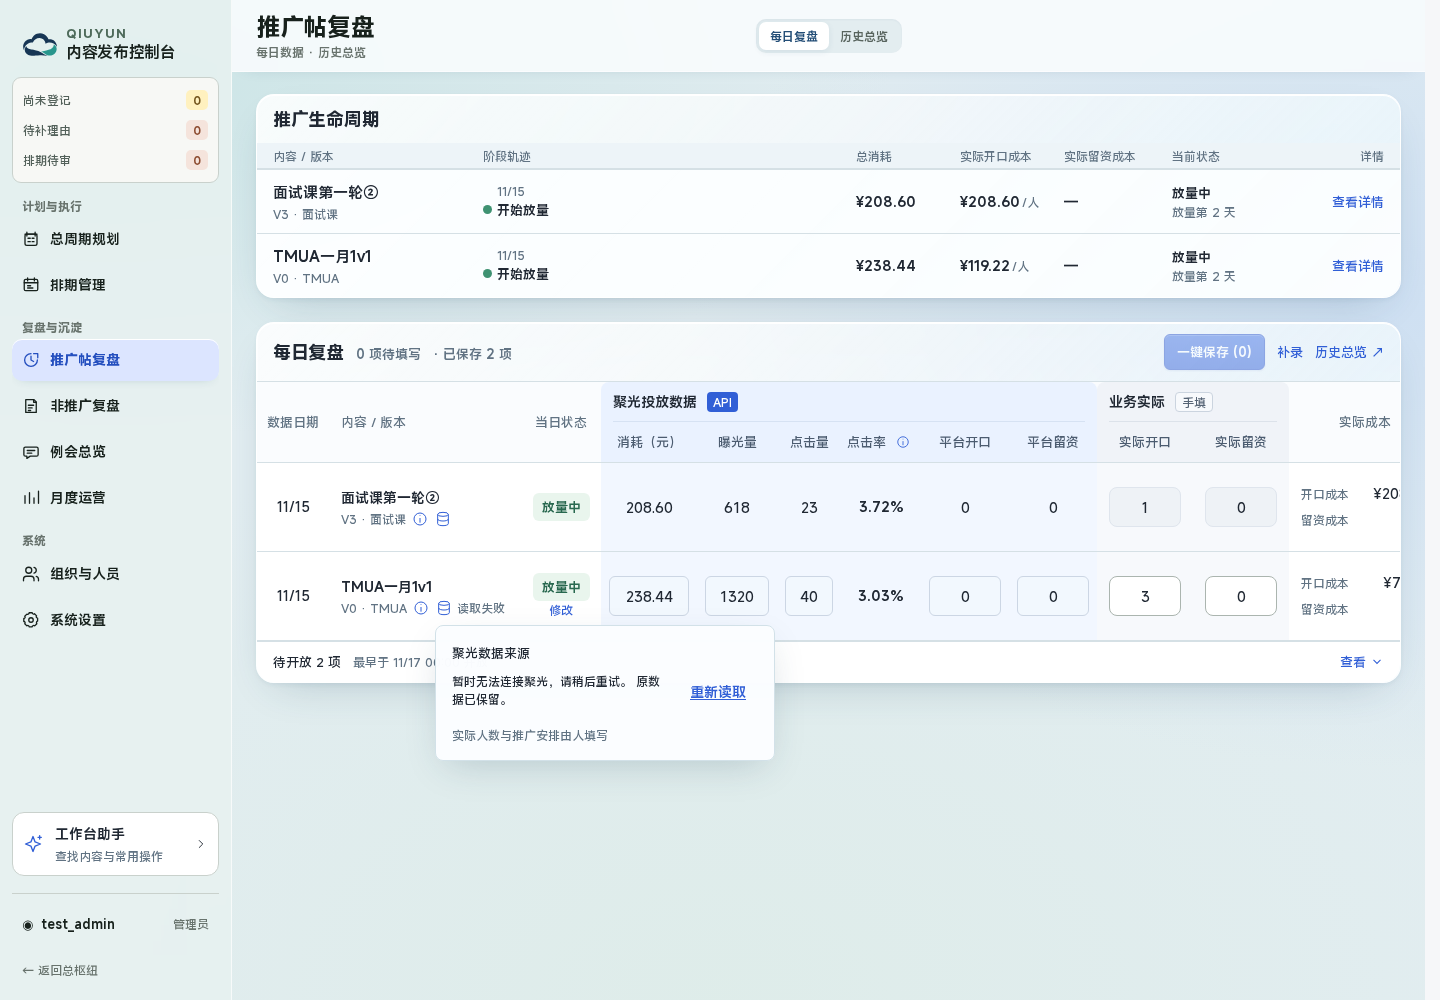 QIUYUN
内容发布控制台
尚未登记 0
待补理由 0
排期待审 0
计划与执行
总周期规划
排期管理
复盘与沉淀
推广帖复盘
非推广复盘
例会总览
月度运营
系统
组织与人员
系统设置
工作台助手
查找内容与常用操作
test_admin 管理员
← 返回总枢纽
推广帖复盘
每日数据 · 历史总览
每日复盘 历史总览
推广生命周期
内容 / 版本 阶段轨迹 总消耗 实际开口成本 实际留资成本 当前状态 详情
面试课第一轮② 11/15 ¥208.60 ¥208.60/人 — 放量中 查看详情
V3 · 面试课 开始放量 放量第 2 天
TMUA一月1v1 11/15 ¥238.44 ¥119.22/人 — 放量中 查看详情
V0 · TMUA 开始放量 放量第 2 天
每日复盘 0 项待填写 · 已保存 2 项 一键保存 (0) 补录 历史总览 ↗
数据日期 内容 / 版本 当日状态 聚光投放数据 API 业务实际 手填 实际成本
消耗（元） 曝光量 点击量 点击率 平台开口 平台留资 实际开口 实际留资
11/15 面试课第一轮② 放量中 208.60 618 23 3.72% 0 0 1 0 开口成本
V3 · 面试课 留资成本
11/15 TMUA一月1v1 放量中 238.44 1320 40 3.03% 0 0 3 0 开口成本
V0 · TMUA 读取失败 修改 留资成本
待开放 2 项 最早于 11/17 查看
聚光数据来源
暂时无法连接聚光，请稍后重试。 原数
据已保留。
重新读取
实际人数与推广安排由人填写